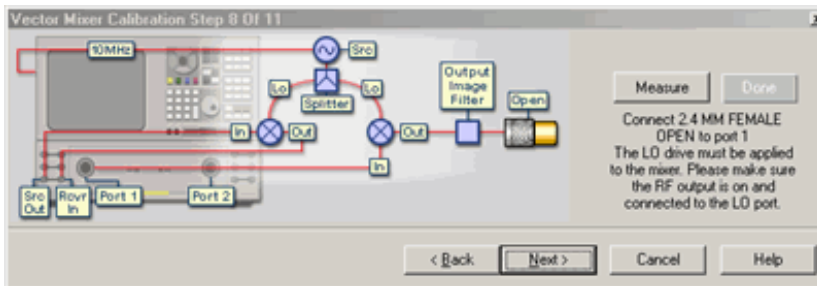 Vector Mixer Calibration Step 8 Of 11
10MHz
Src
Lo
Lo
Splitter
Output
Image
Filter
Open
In
Out
Out
In
Src
Out
Rcvr
In
Port 1
Port 2
Measure
Done
Connect 2.4 MM FEMALE
OPEN to port 1
The LO drive must be applied
to the mixer. Please make sure
the RF output is on and
connected to the LO port.
< Back
Next >
Cancel
Help